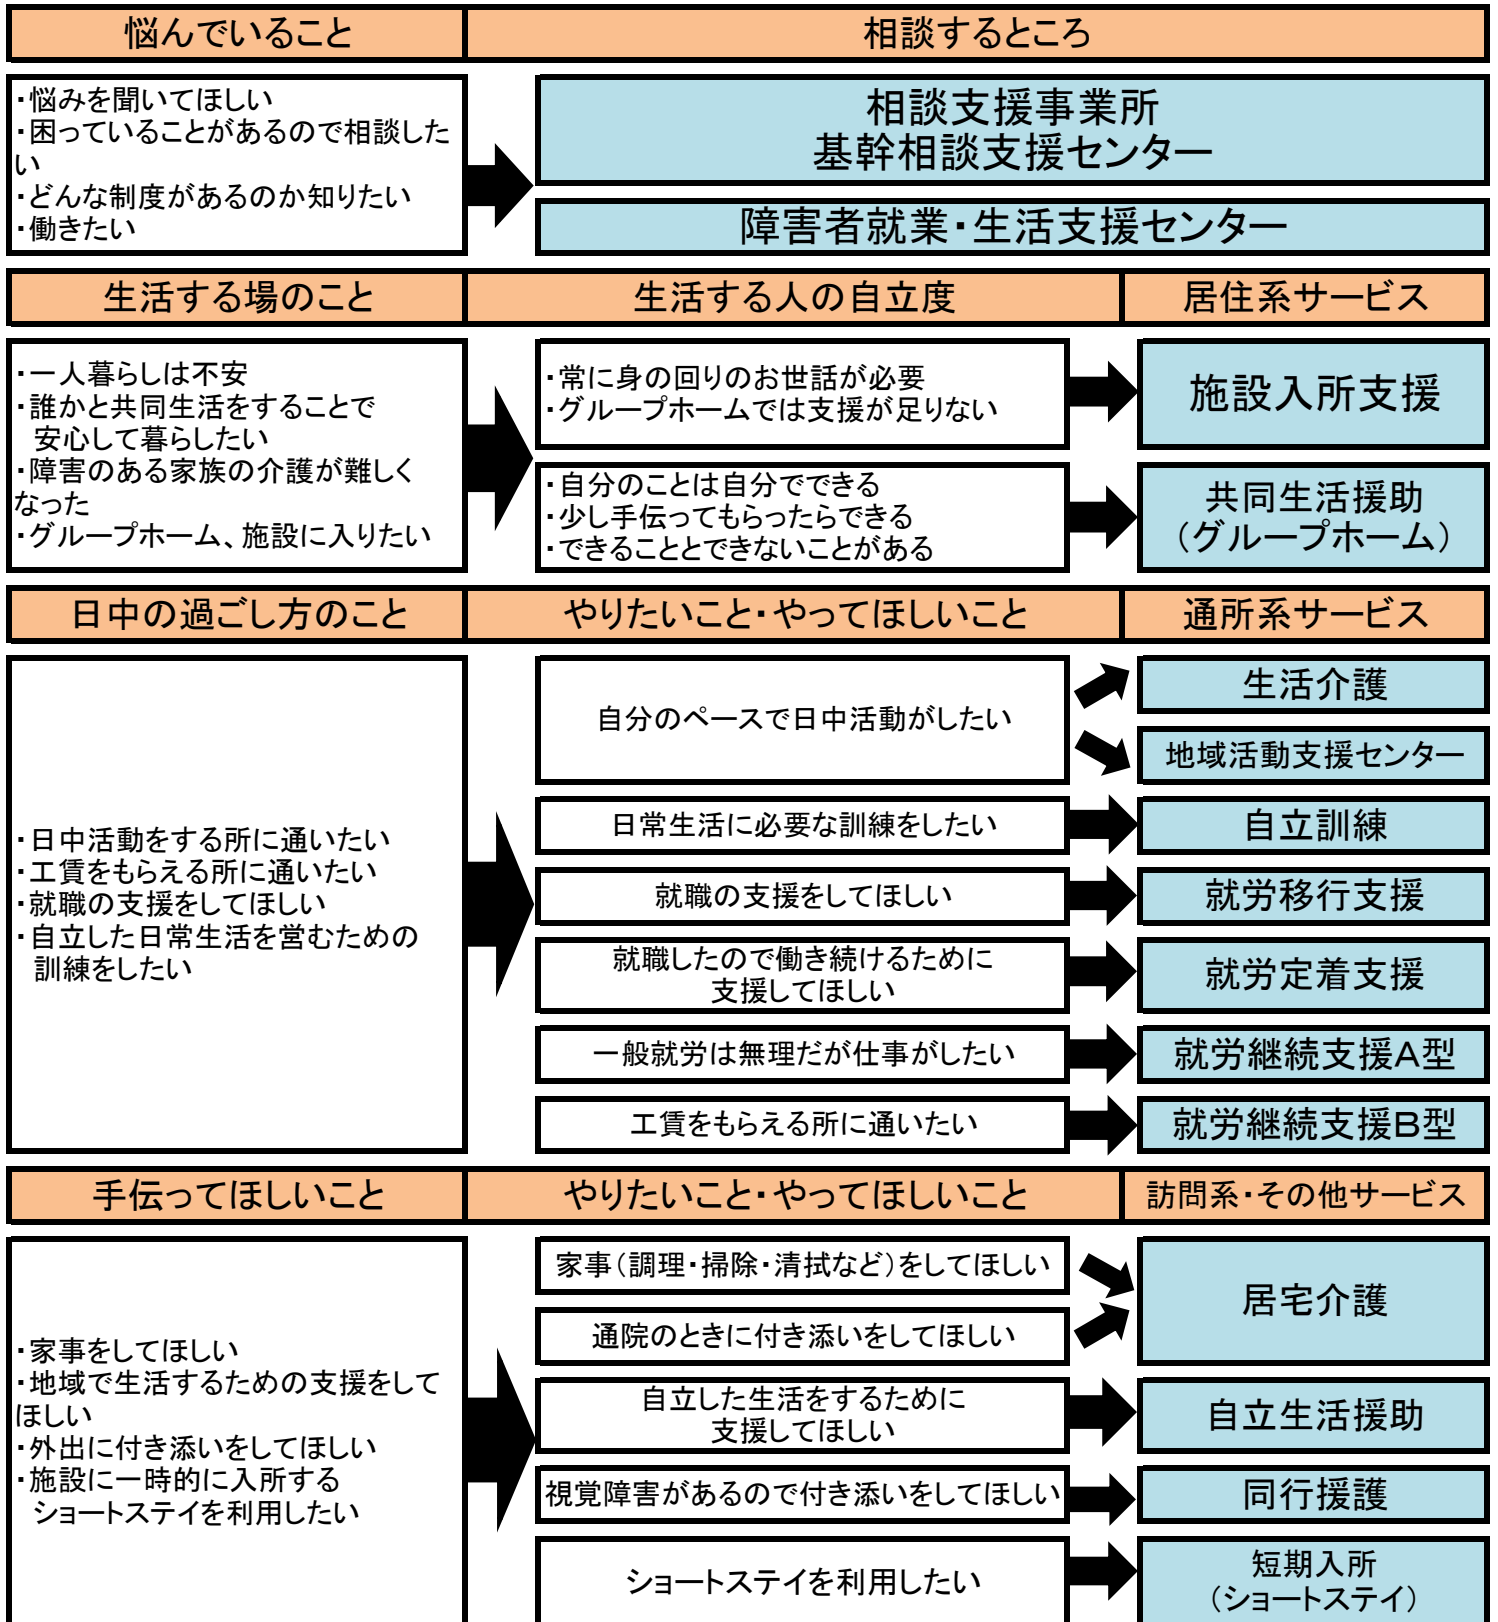 悩んでいること
相談するところ
・悩みを聞いてほしい
・困っていることがあるので相談した
い
・どんな制度があるのか知りたい
・働きたい
相談支援事業所
基幹相談支援センター
障害者就業・生活支援センター
生活する場のこと
生活する人の自立度
居住系サービス
・一人暮らしは不安
・誰かと共同生活をすることで
安心して暮らしたい
・障害のある家族の介護が難しく
なった
・グループホーム、施設に入りたい
・常に身の回りのお世話が必要
・グループホームでは支援が足りない
施設入所支援
・自分のことは自分でできる
・少し手伝ってもらったらできる
・できることとできないことがある
共同生活援助
（グループホーム）
日中の過ごし方のこと
やりたいこと・やってほしいこと
通所系サービス
・日中活動をする所に通いたい
・工賃をもらえる所に通いたい
・就職の支援をしてほしい
・自立した日常生活を営むための
訓練をしたい
自分のペースで日中活動がしたい
生活介護
地域活動支援センター
日常生活に必要な訓練をしたい
自立訓練
就職の支援をしてほしい
就労移行支援
就職したので働き続けるために
支援してほしい
就労定着支援
一般就労は無理だが仕事がしたい
就労継続支援A型
工賃をもらえる所に通いたい
就労継続支援B型
手伝ってほしいこと
やりたいこと・やってほしいこと
訪問系・その他サービス
・家事をしてほしい
・地域で生活するための支援をして
ほしい
・外出に付き添いをしてほしい
・施設に一時的に入所する
ショートステイを利用したい
家事（調理・掃除・清拭など）をしてほしい
通院のときに付き添いをしてほしい
居宅介護
自立した生活をするために
支援してほしい
自立生活援助
視覚障害があるので付き添いをしてほしい
同行援護
ショートステイを利用したい
短期入所
（ショートステイ）